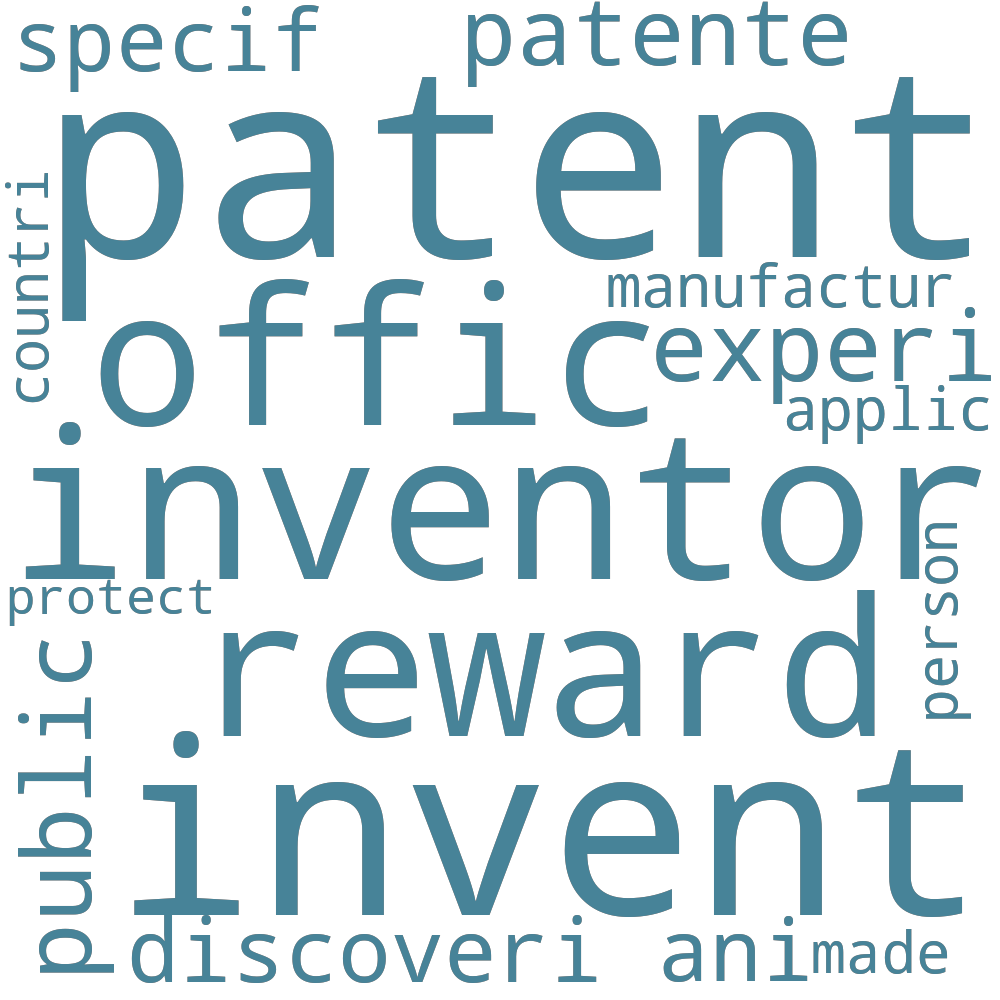 specif
patente
patent
countri
manufactur
offic
experi
applic
inventor
person
protect
reward
public
invent
discoveri
ani
made